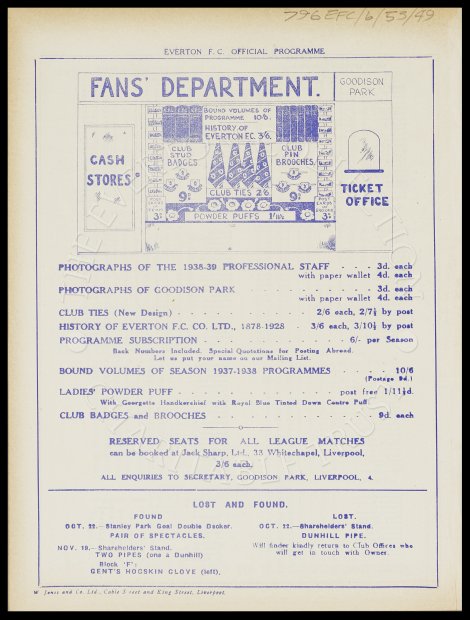 796 EFC/6/53/49
EVERTON F.C. OFFICIAL PROGRAMME
FANS' DEPARTMENT.
GOODISON
PARK
BOUND VOLUMES OF
PROGRAMME 10/6.
HISTORY OF
EVERTON FC. 3/6.
CASH
STORES
CLUB
STUD
BADGES
CLUB
PIN
BROOCHES.
9D.
9D.
CLUB TIES 2/6
TICKET
OFFICE
3D.
POWDER PUFFS 1/11½
3D.
PHOTOGRAPHS OF THE 1938-39 PROFESSIONAL STAFF - - 3d. each
with paper wallet 4d. each
PHOTOGRAPHS OF GOODISON PARK - - - - - 3d. each
with paper wallet 4d. each
CLUB TIES (New Design) - - - - 2/6 each, 2/7½ by post
HISTORY OF EVERTON F.C. CO. LTD., 1878-1928 - 3/6 each, 3/10½ by post
PROGRAMME SUBSCRIPTION - - - - - 6/- per Season
Back Numbers Included. Special Quotations for Posting Abroad.
Let us put your name on our Mailing List.
BOUND VOLUMES OF SEASON 1937-1938 PROGRAMMES - - 10/6
(Postage 9d.)
LADIES' POWDER PUFF - - - - - post free 1/11½d.
With Georgette Handkerchief with Royal Blue Tinted Down Centre Puff.
CLUB BADGES and BROOCHES - - - - - - 9d. each
RESERVED SEATS FOR ALL LEAGUE MATCHES
can be booked at Jack Sharp, Ltd., 33 Whitechapel, Liverpool,
3/6 each.
ALL ENQUIRIES TO SECRETARY, GOODISON PARK, LIVERPOOL, 4.
LOST AND FOUND.
FOUND
OCT. 22.—Stanley Park Goal Double Decker.
PAIR OF SPECTACLES.
NOV. 19.—Shareholders' Stand.
TWO PIPES (one a Dunhill)
Block 'F':
GENT'S HOGSKIN GLOVE (left).
LOST.
OCT. 22.—Shareholders' Stand.
DUNHILL PIPE.
Will finder kindly return to Club Offices who
will get in touch with Owner.
Jones and Co. Ltd., Cable Street and King Street, Liverpool.